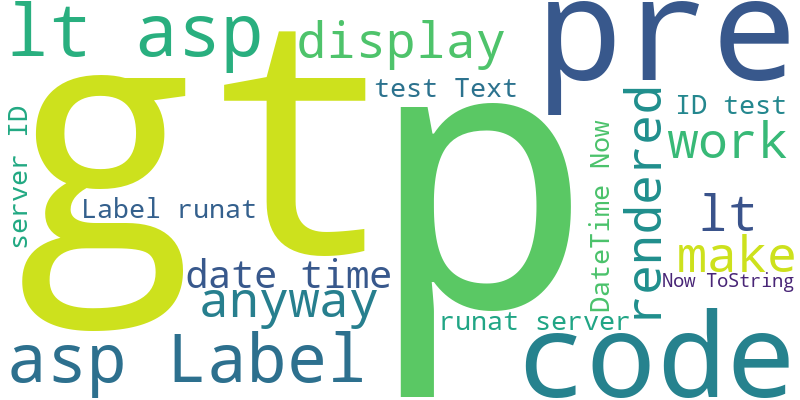 lt asp
display
pre
gt
p
test Text
ID test
server ID
work
DateTime Now
rendered
Label runat
lt
make
date time
Now ToString
anyway
runat server
asp Label
code